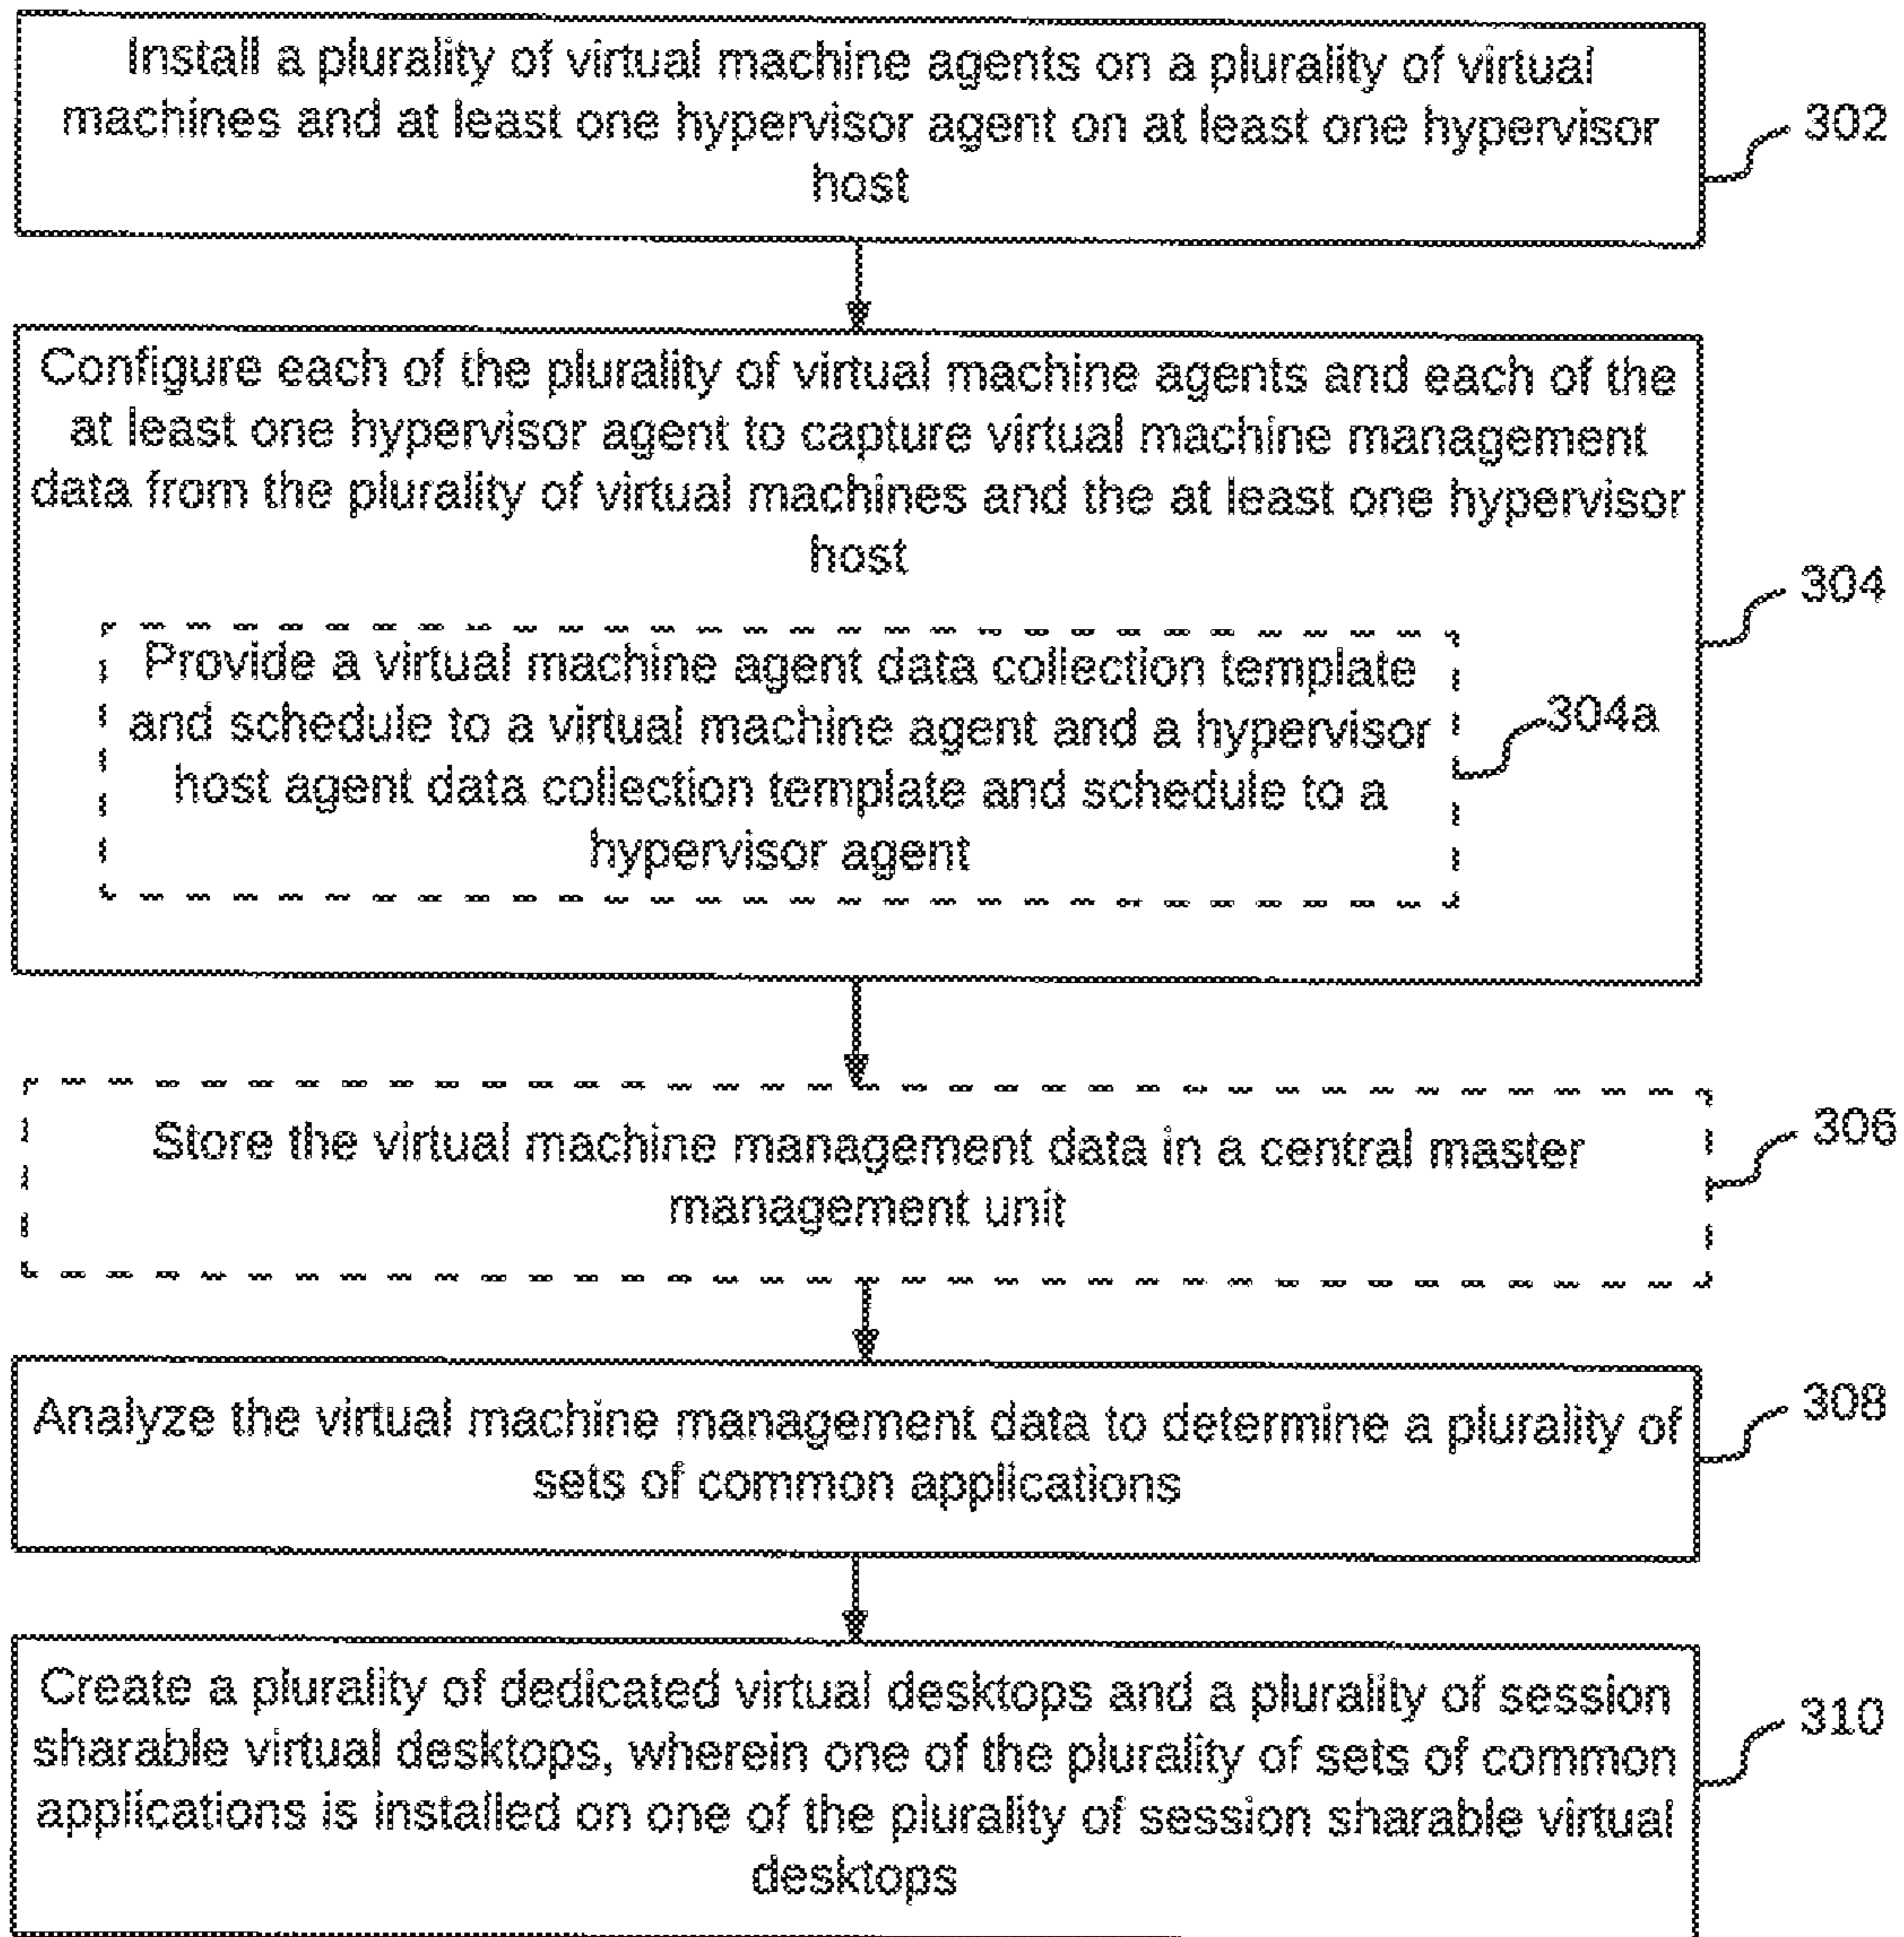 Install a plurality of virtual machine agents on a plurality of virtual
machines and at least one hypervisor agent on at least one hypervisor
host
302
Configure each of the plurality of virtual machine agents and each of the
at least one hypervisor agent to capture virtual machine management
data from the plurality of virtual machines and the at least one hypervisor
host
304
Provide a virtual machine agent data collection template
and schedule to a virtual machine agent and a hypervisor
host agent data collection template and schedule to a
hypervisor agent
304a
Store the virtual machine management data in a central master
management unit
306
Analyze the virtual machine management data to determine a plurality of
sets of common applications
308
Create a plurality of dedicated virtual desktops and a plurality of session
sharable virtual desktops, wherein one of the plurality of sets of common
applications is installed on one of the plurality of session sharable virtual
desktops
310